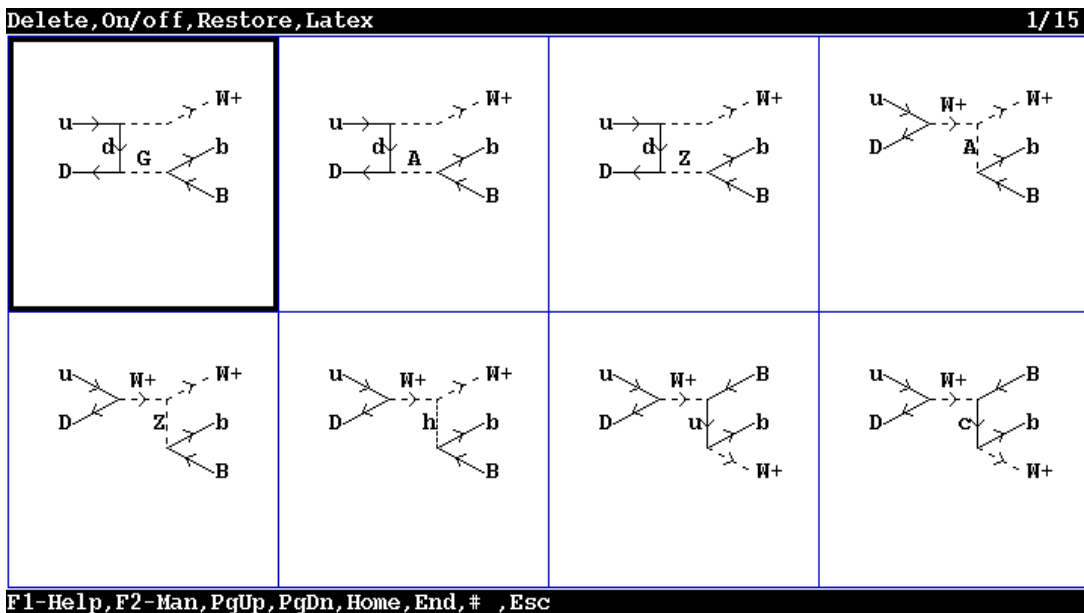 Delete,On/off,Restore,Latex 1/15
W+ W+ W+ u W+ W+
u u u
d b d b d b D A b
G A Z
D D D
B B B B
u W+ W+ u W+ W+ u W+ B u W+ B
D Z b D h b D u b D c b
B B W+ W+
F1-Help,F2-Man,PgUp,PgDn,Home,End,# ,Esc